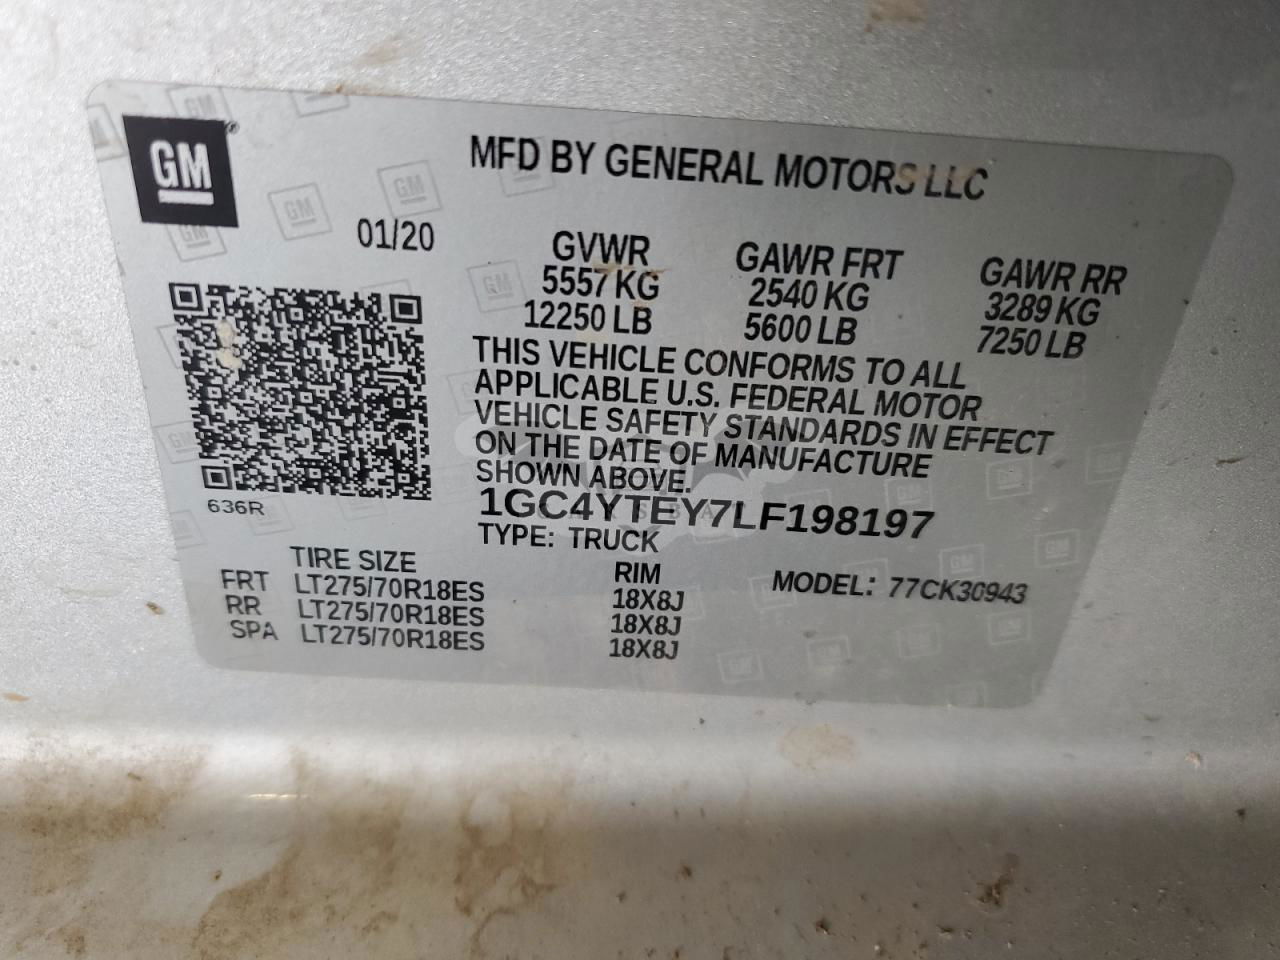 GM
MFD BY GENERAL MOTORS LLC
01/20
GVWR GAWR FRT GAWR RR
5557 KG 2540 KG 3289 KG
12250 LB 5600 LB 7250 LB
THIS VEHICLE CONFORMS TO ALL
APPLICABLE U.S. FEDERAL MOTOR
VEHICLE SAFETY STANDARDS IN EFFECT
ON THE DATE OF MANUFACTURE
SHOWN ABOVE.
1GC4YTEY7LF198197
TYPE: TRUCK
636R
TIRE SIZE RIM MODEL: 77CK30943
FRT LT275/70R18ES 18X8J
RR LT275/70R18ES 18X8J
SPA LT275/70R18ES 18X8J